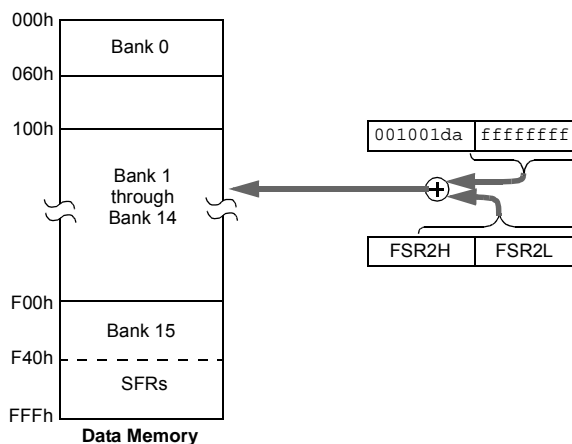 000h
Bank 0
060h
100h
001001da ffffffff
Bank 1
through
Bank 14
FSR2H FSR2L
F00h
Bank 15
F40h
SFRs
FFFh
Data Memory